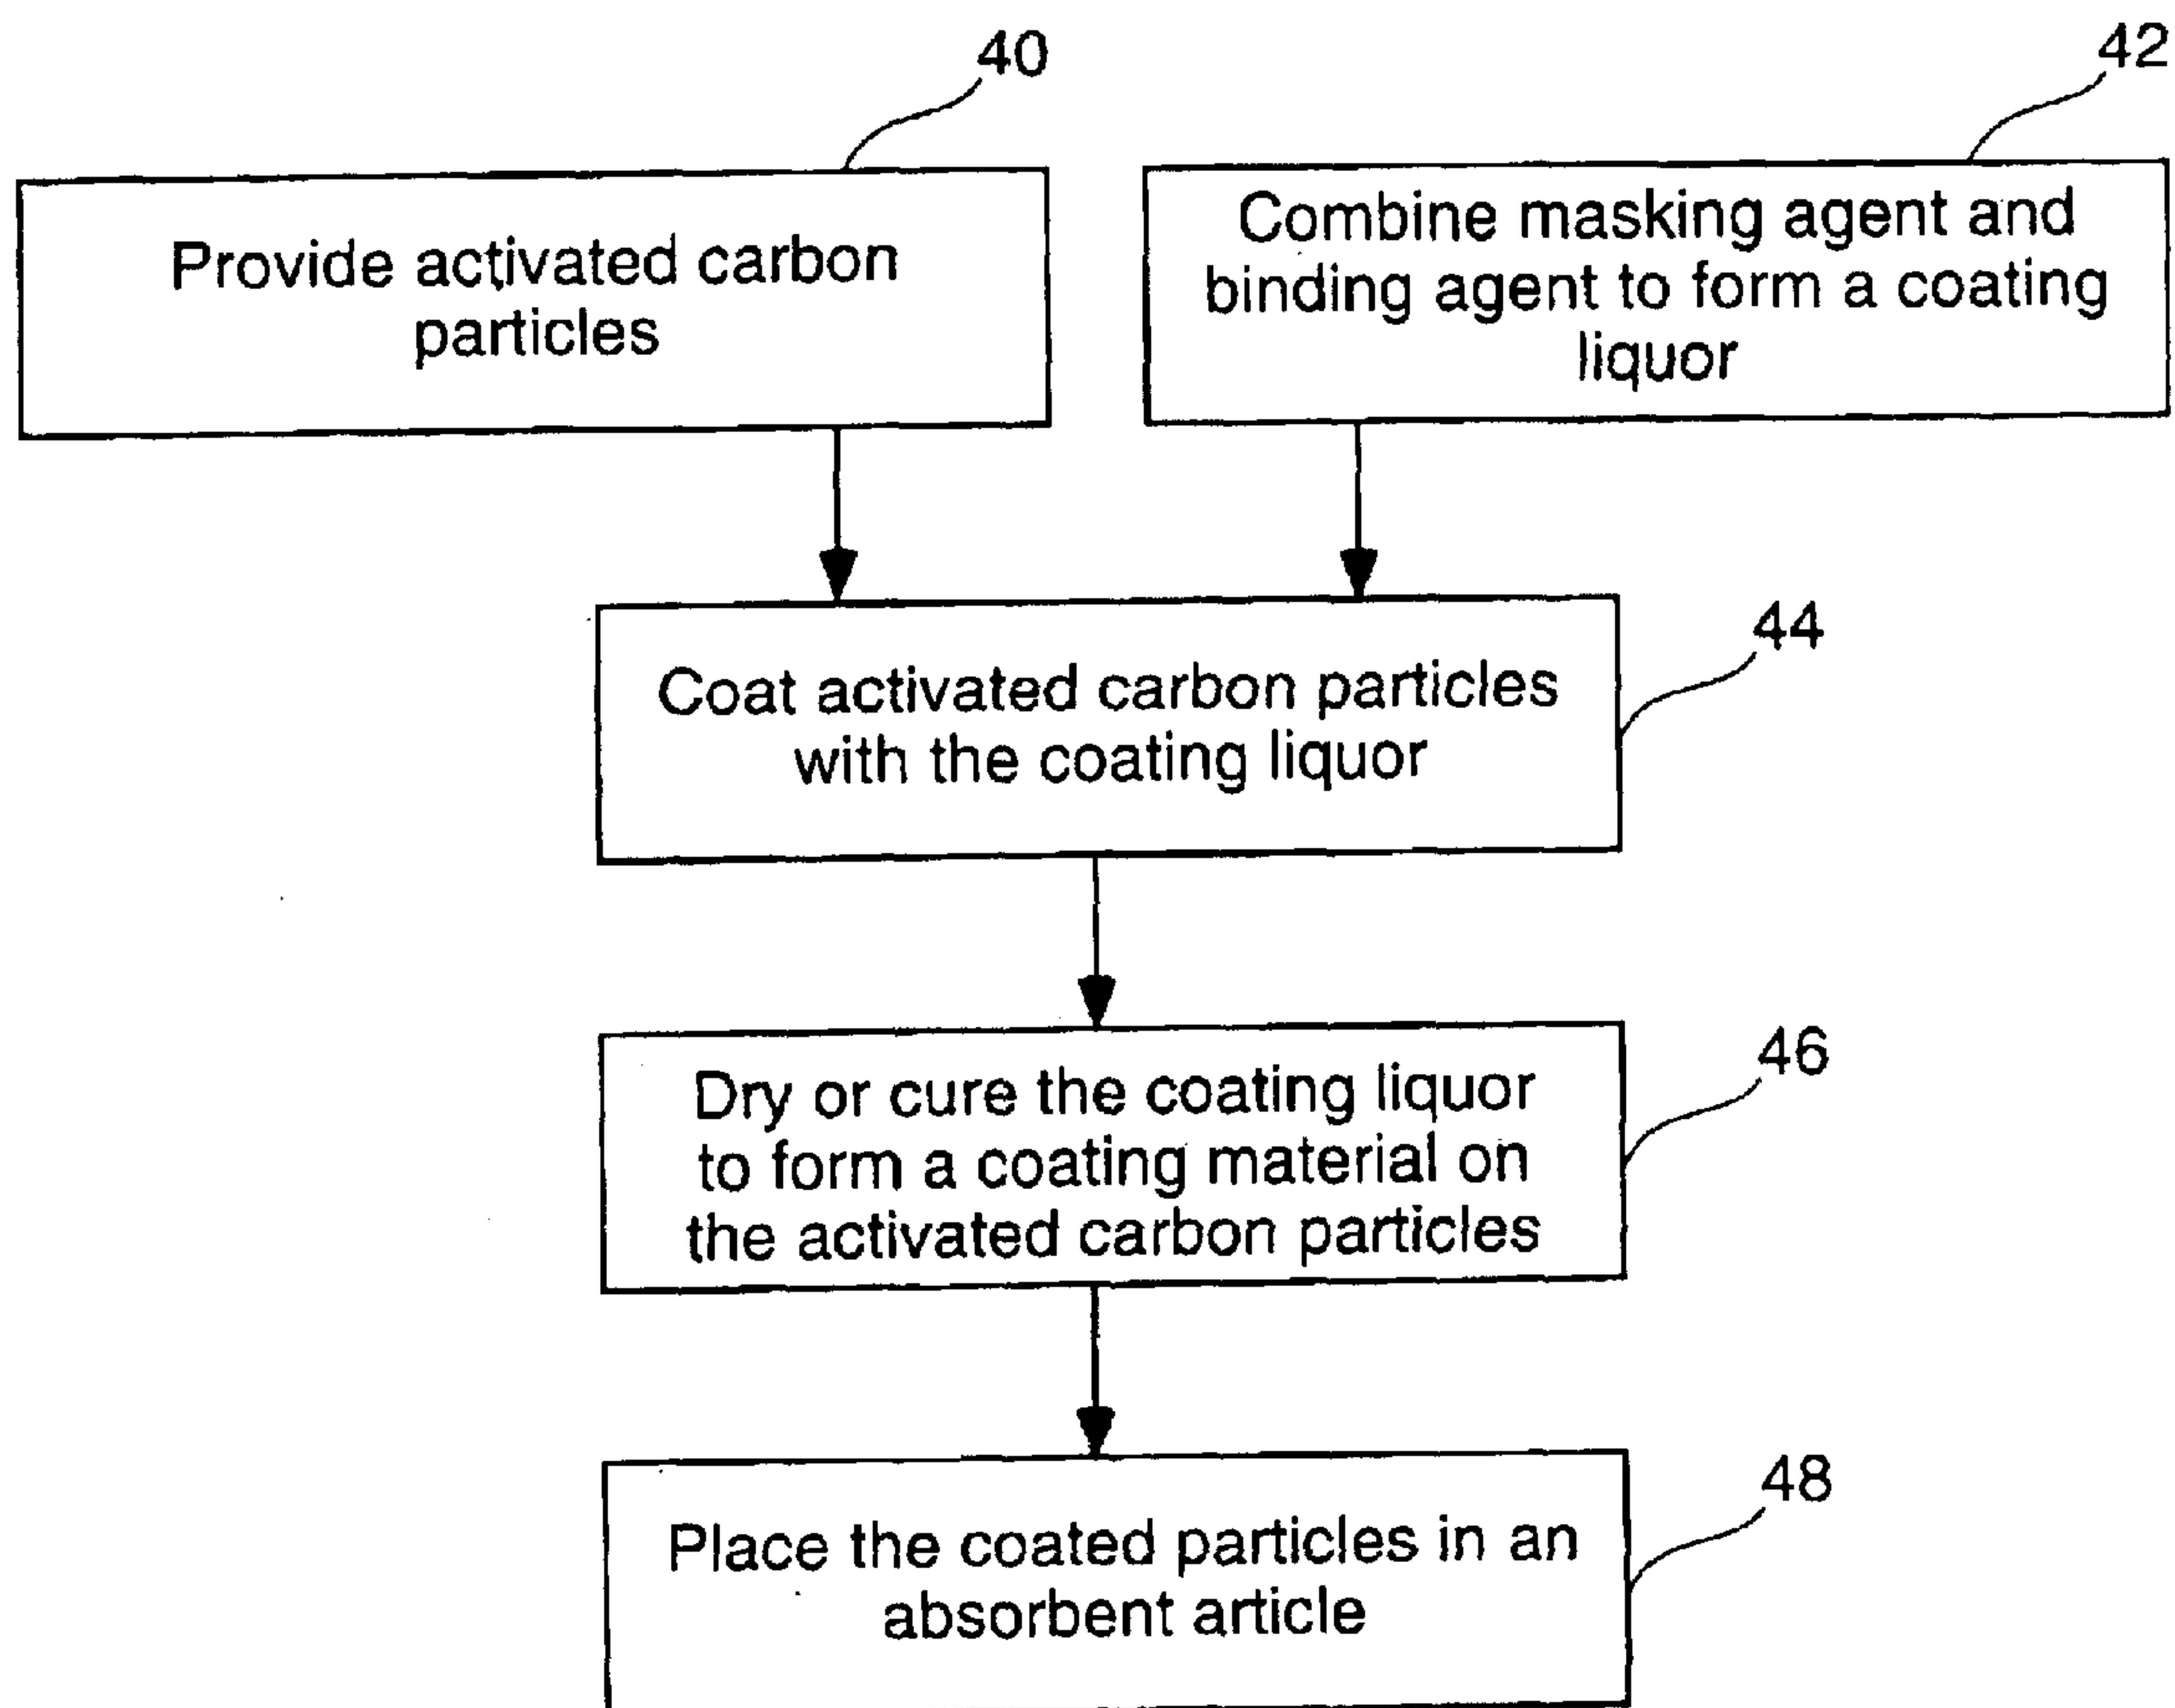 40
42
Provide activated carbon
particles
Combine masking agent and
binding agent to form a coating
liquor
44
Coat activated carbon particles
with the coating liquor
46
Dry or cure the coating liquor
to form a coating material on
the activated carbon particles
48
Place the coated particles in an
absorbent article